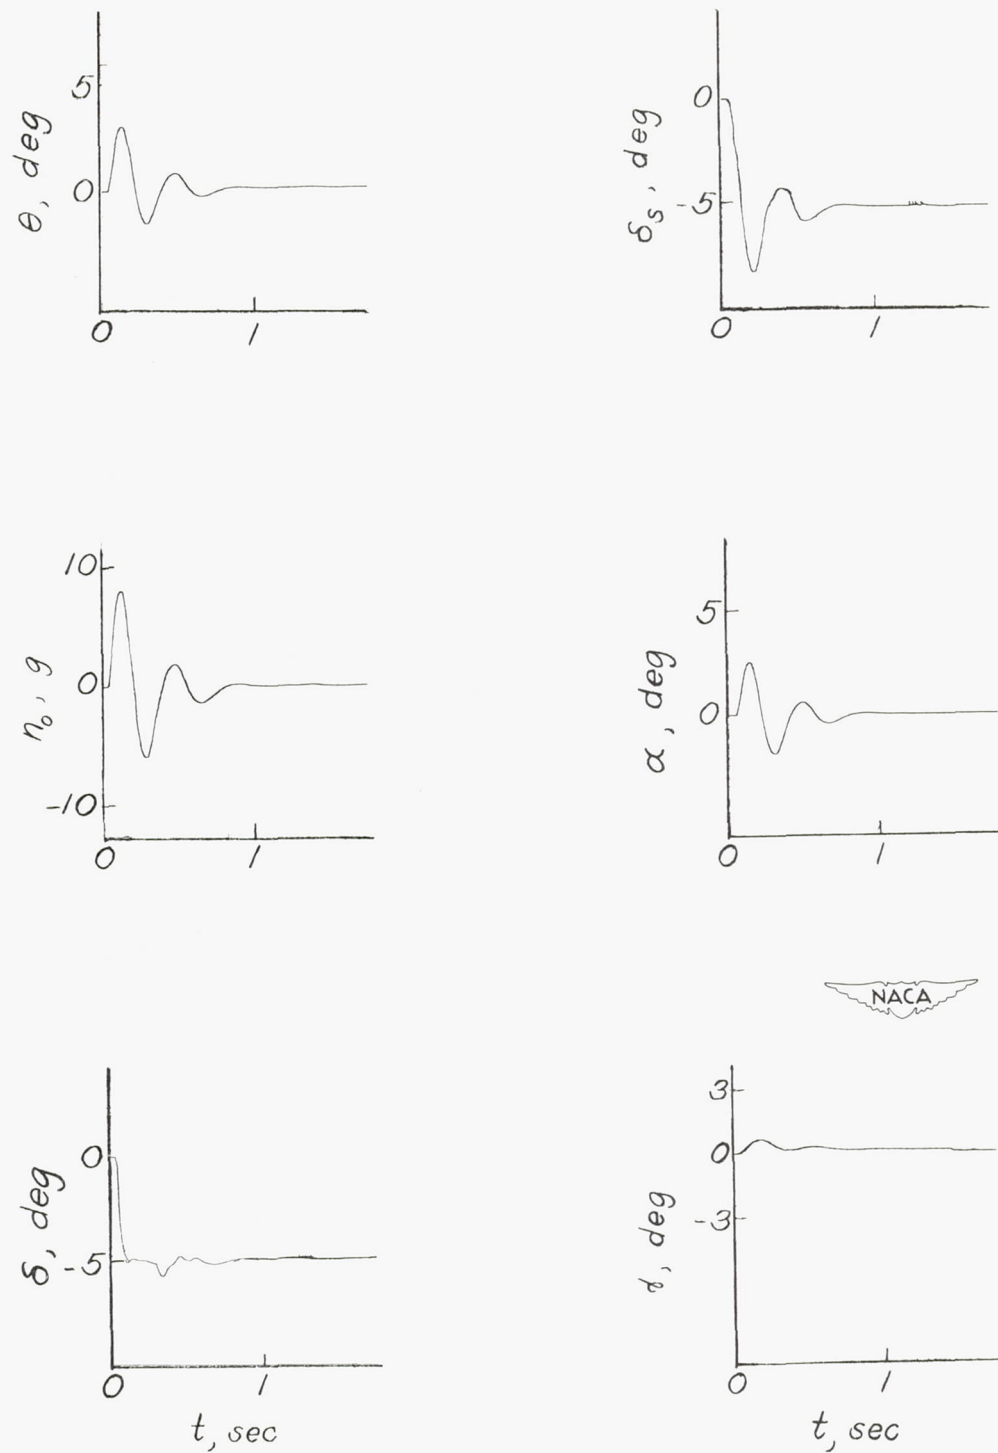 θ, deg
5
0
0 1
δs, deg
0
-5
0 1
n₀, g
10
0
-10
0 1
α, deg
5
0
0 1
NACA
δ, deg
0
-5
0 1
t, sec
γ, deg
3
0
-3
0 1
t, sec